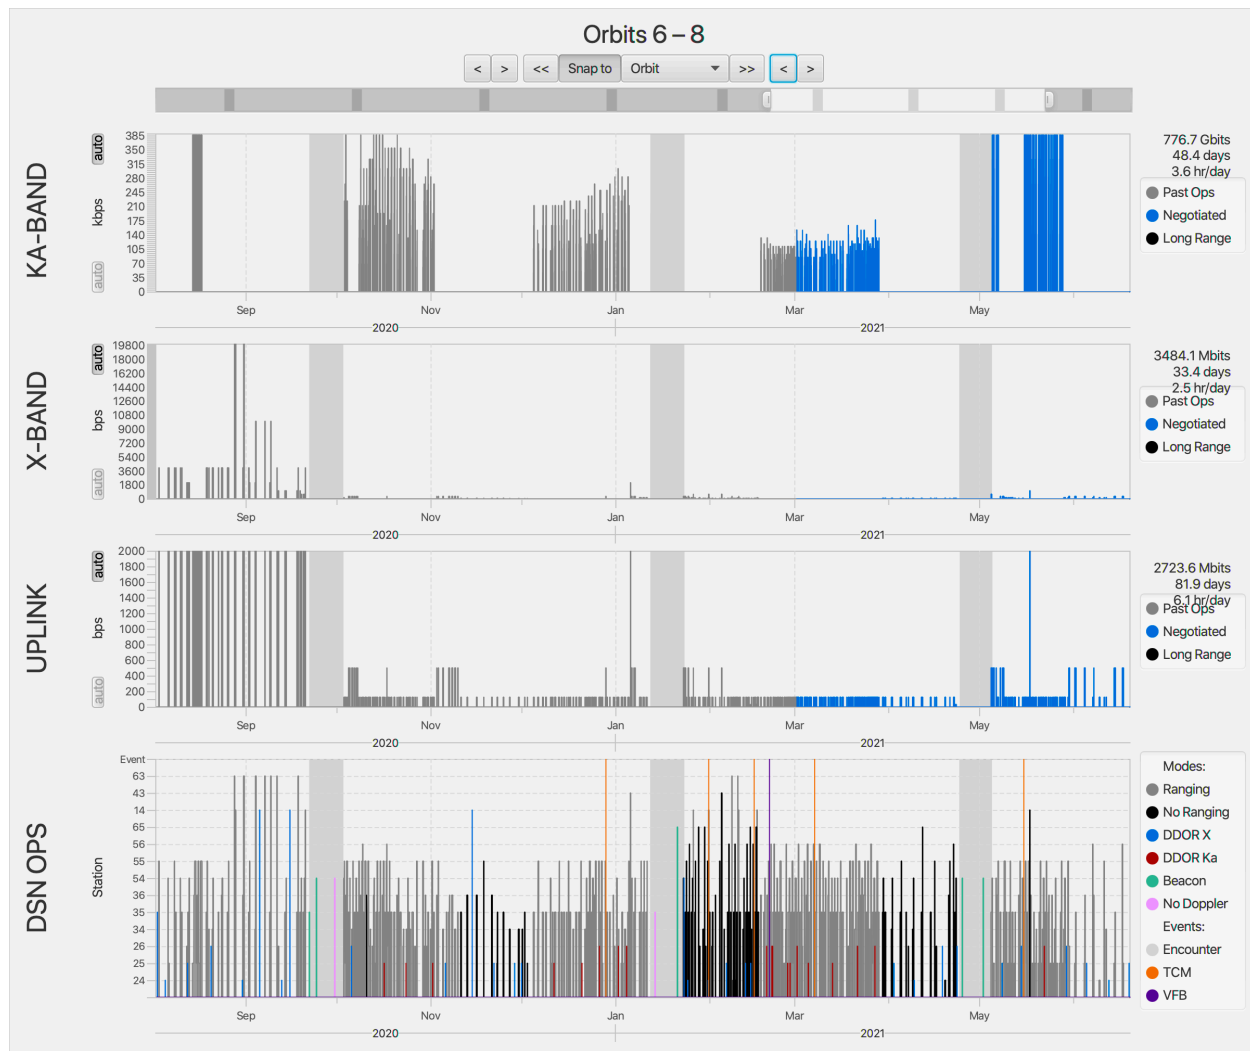 Orbits 6 – 8
< > << Snap to Orbit >> < >
KA-BAND
auto
auto
kbps
385
350
315
280
245
210
175
140
105
70
35
0
Sep Nov Jan Mar May
2020 2021
776.7 Gbits
48.4 days
3.6 hr/day
Past Ops
Negotiated
Long Range
X-BAND
auto
auto
bps
19800
18000
16200
14400
12600
10800
9000
7200
5400
3600
1800
0
Sep Nov Jan Mar May
2020 2021
3484.1 Mbits
33.4 days
2.5 hr/day
Past Ops
Negotiated
Long Range
UPLINK
auto
auto
bps
2000
1800
1600
1400
1200
1000
800
600
400
200
0
Sep Nov Jan Mar May
2020 2021
2723.6 Mbits
81.9 days
6.1 hr/day
Past Ops
Negotiated
Long Range
DSN OPS
Station
Event
63
43
14
65
56
55
54
36
35
34
26
25
24
Sep Nov Jan Mar May
2020 2021
Modes:
Ranging
No Ranging
DDOR X
DDOR Ka
Beacon
No Doppler
Events:
Encounter
TCM
VFB